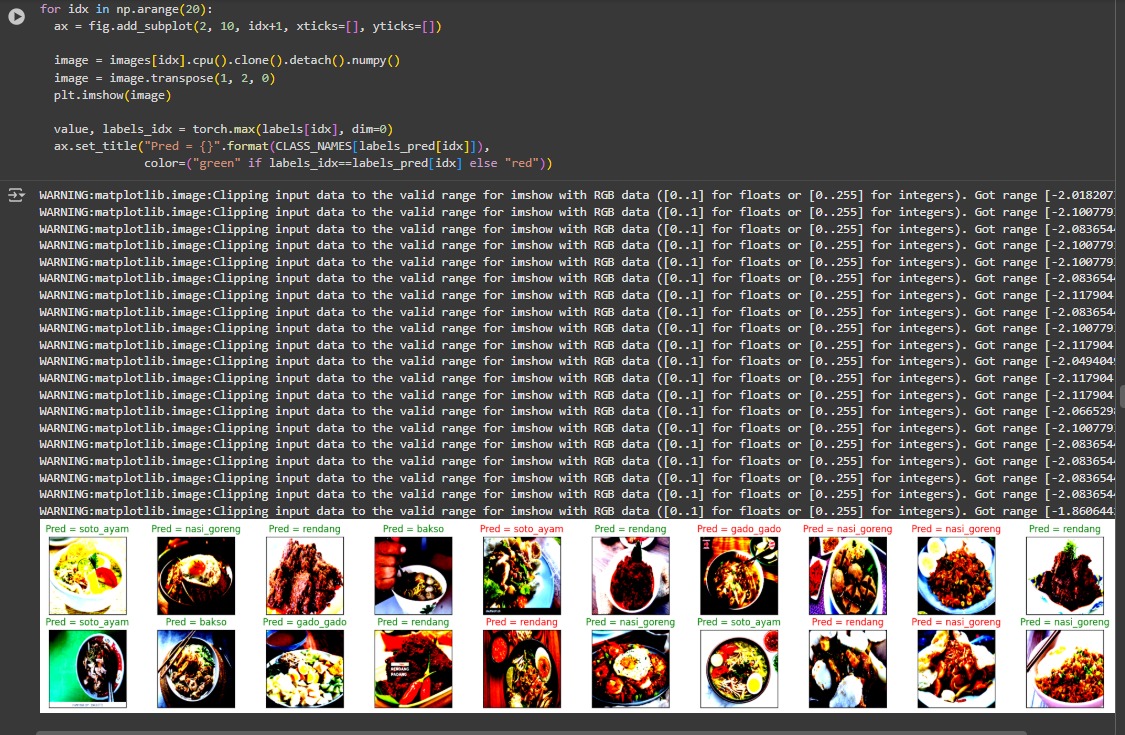 for idx in np.arange(20):
ax = fig.add_subplot(2, 10, idx+1, xticks=[], yticks=[])
image = images[idx].cpu().clone().detach().numpy()
image = image.transpose(1, 2, 0)
plt.imshow(image)
value, labels_idx = torch.max(labels[idx], dim=0)
ax.set_title("Pred = {}".format(CLASS_NAMES[labels_pred[idx]]),
color=("green" if labels_idx==labels_pred[idx] else "red"))
WARNING:matplotlib.image:Clipping input data to the valid range for imshow with RGB data ([0..1] for floats or [0..255] for integers). Got range [-2.018207
WARNING:matplotlib.image:Clipping input data to the valid range for imshow with RGB data ([0..1] for floats or [0..255] for integers). Got range [-2.100779
WARNING:matplotlib.image:Clipping input data to the valid range for imshow with RGB data ([0..1] for floats or [0..255] for integers). Got range [-2.083654
WARNING:matplotlib.image:Clipping input data to the valid range for imshow with RGB data ([0..1] for floats or [0..255] for integers). Got range [-2.100779
WARNING:matplotlib.image:Clipping input data to the valid range for imshow with RGB data ([0..1] for floats or [0..255] for integers). Got range [-2.100779
WARNING:matplotlib.image:Clipping input data to the valid range for imshow with RGB data ([0..1] for floats or [0..255] for integers). Got range [-2.083654
WARNING:matplotlib.image:Clipping input data to the valid range for imshow with RGB data ([0..1] for floats or [0..255] for integers). Got range [-2.117904
WARNING:matplotlib.image:Clipping input data to the valid range for imshow with RGB data ([0..1] for floats or [0..255] for integers). Got range [-2.083654
WARNING:matplotlib.image:Clipping input data to the valid range for imshow with RGB data ([0..1] for floats or [0..255] for integers). Got range [-2.100779
WARNING:matplotlib.image:Clipping input data to the valid range for imshow with RGB data ([0..1] for floats or [0..255] for integers). Got range [-2.117904
WARNING:matplotlib.image:Clipping input data to the valid range for imshow with RGB data ([0..1] for floats or [0..255] for integers). Got range [-2.049404
WARNING:matplotlib.image:Clipping input data to the valid range for imshow with RGB data ([0..1] for floats or [0..255] for integers). Got range [-2.117904
WARNING:matplotlib.image:Clipping input data to the valid range for imshow with RGB data ([0..1] for floats or [0..255] for integers). Got range [-2.117904
WARNING:matplotlib.image:Clipping input data to the valid range for imshow with RGB data ([0..1] for floats or [0..255] for integers). Got range [-2.066529
WARNING:matplotlib.image:Clipping input data to the valid range for imshow with RGB data ([0..1] for floats or [0..255] for integers). Got range [-2.100779
WARNING:matplotlib.image:Clipping input data to the valid range for imshow with RGB data ([0..1] for floats or [0..255] for integers). Got range [-2.083654
WARNING:matplotlib.image:Clipping input data to the valid range for imshow with RGB data ([0..1] for floats or [0..255] for integers). Got range [-2.083654
WARNING:matplotlib.image:Clipping input data to the valid range for imshow with RGB data ([0..1] for floats or [0..255] for integers). Got range [-2.083654
WARNING:matplotlib.image:Clipping input data to the valid range for imshow with RGB data ([0..1] for floats or [0..255] for integers). Got range [-2.083654
WARNING:matplotlib.image:Clipping input data to the valid range for imshow with RGB data ([0..1] for floats or [0..255] for integers). Got range [-1.860644
Pred = soto_ayam Pred = nasi_goreng Pred = rendang Pred = bakso Pred = soto_ayam Pred = rendang Pred = gado_gado Pred = nasi_goreng Pred = nasi_goreng Pred = rendang
Pred = soto_ayam Pred = bakso Pred = gado_gado Pred = rendang Pred = rendang Pred = nasi_goreng Pred = soto_ayam Pred = rendang Pred = nasi_goreng Pred = nasi_goreng
RENDANG
PADANG